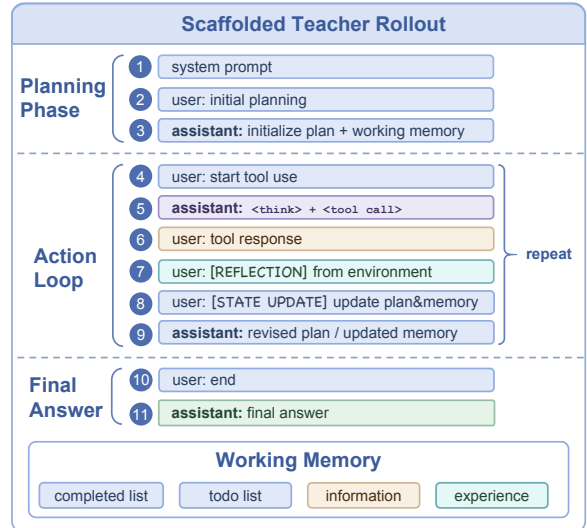 Scaffolded Teacher Rollout
Planning
Phase
1 system prompt
2 user: initial planning
3 assistant: initialize plan + working memory
Action
Loop
4 user: start tool use
5 assistant: <think> + <tool call>
6 user: tool response
7 user: [REFLECTION] from environment
8 user: [STATE UPDATE] update plan&memory
9 assistant: revised plan / updated memory
repeat
Final
Answer
10 user: end
11 assistant: final answer
Working Memory
completed list todo list information experience